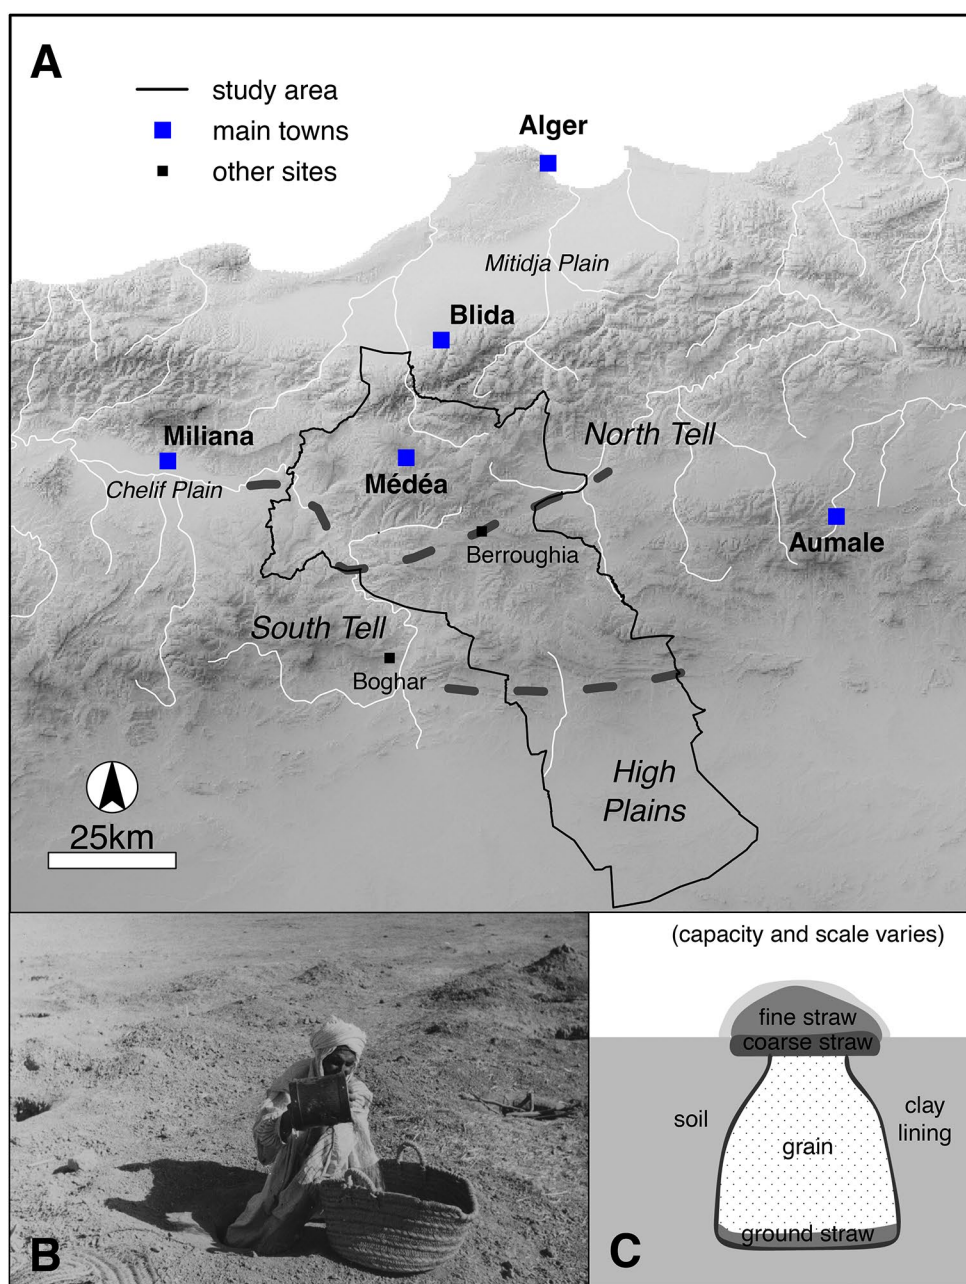 A
study area
main towns
other sites
Alger
Mitidja Plain
Blida
North Tell
Miliana
Chelif Plain
Médéa
Aumale
Berroughia
South Tell
Boghar
High
Plains
25km
B
(capacity and scale varies)
fine straw
coarse straw
soil
clay
lining
grain
ground straw
C